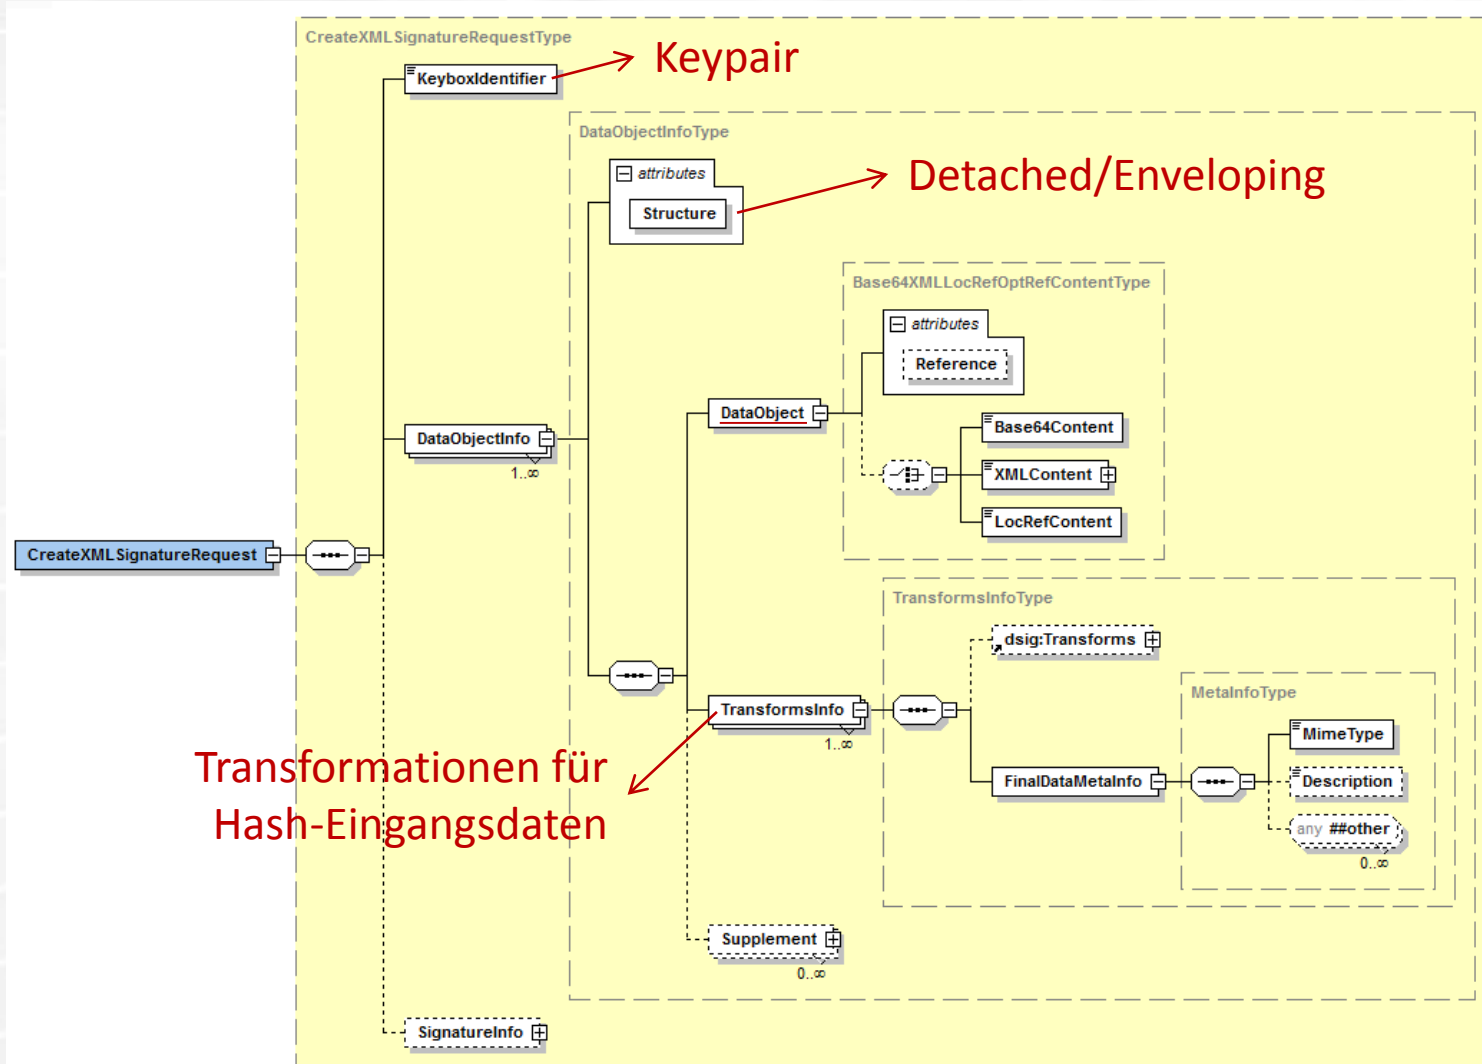 CreateXMLSignatureRequestType
KeyboxIdentifier
Keypair
DataObjectInfoType
attributes
Structure
Detached/Enveloping
Base64XMLLocRefOptRefContentType
attributes
Reference
DataObject
DataObjectInfo
1..∞
Base64Content
XMLContent
LocRefContent
CreateXMLSignatureRequest
TransformsInfoType
dsig:Transforms
MetaInfoType
TransformsInfo
1..∞
MimeType
Transformationen für
Hash-Eingangsdaten
FinalDataMetaInfo
Description
any ##other
0..∞
Supplement
0..∞
SignatureInfo